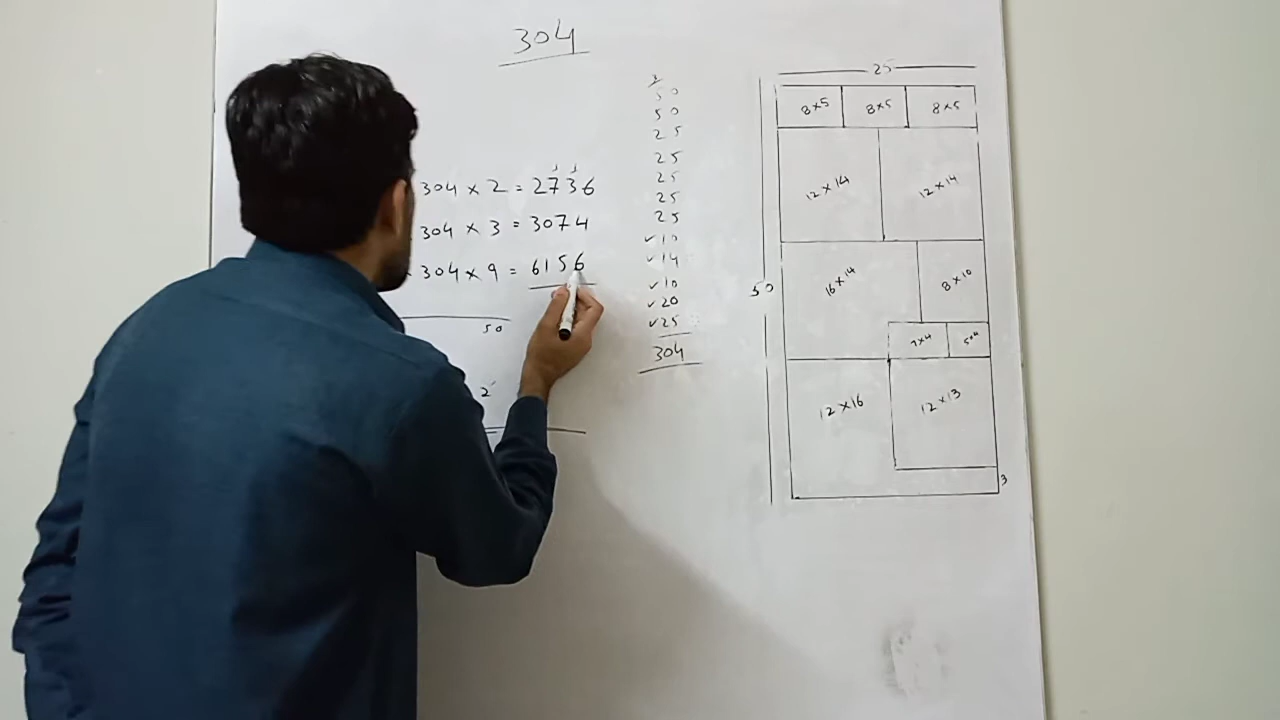 304
304 x 2 = 2736
304 x 3 = 3074
304 x 9 = 6156
50
2
50
50
25
25
25
25
25
✓10
✓14
✓10
✓20
✓25
304
25
8x5 8x5 8x5
12x14 12x14
50
16x14 8x10
7x4
12x16 12x13
3